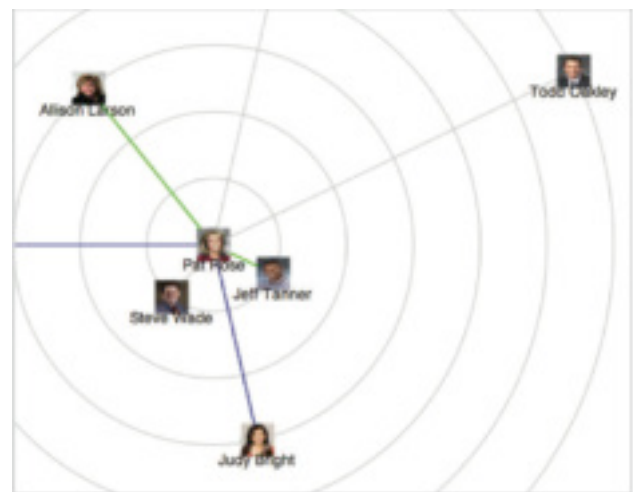 Todd Oakley
Allison Larson
Pat Rose
Jeff Tanner
Steve Wade
Judy Bright